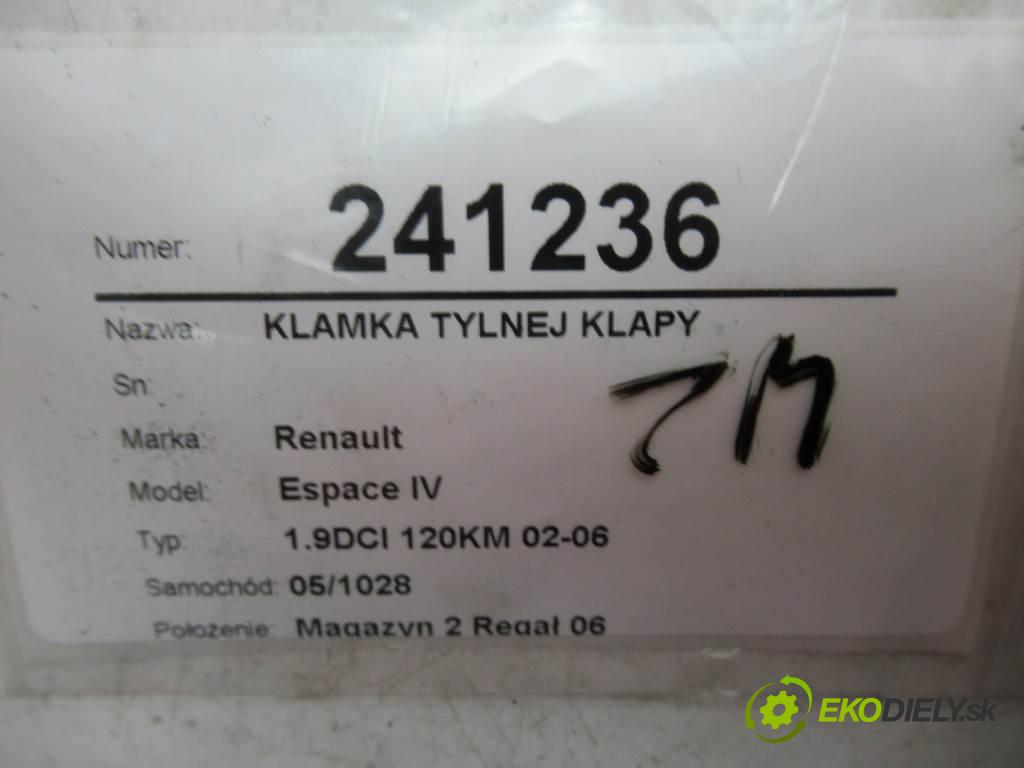 Numer: 241236
Nazwa: KLAMKA TYLNEJ KLAPY
Sn:
Marka: Renault
Model: Espace IV
Typ: 1.9DCI 120KM 02-06
Samochód: 05/1028
Położenie: Magazyn 2 Regał 06
EKODIELY.sk